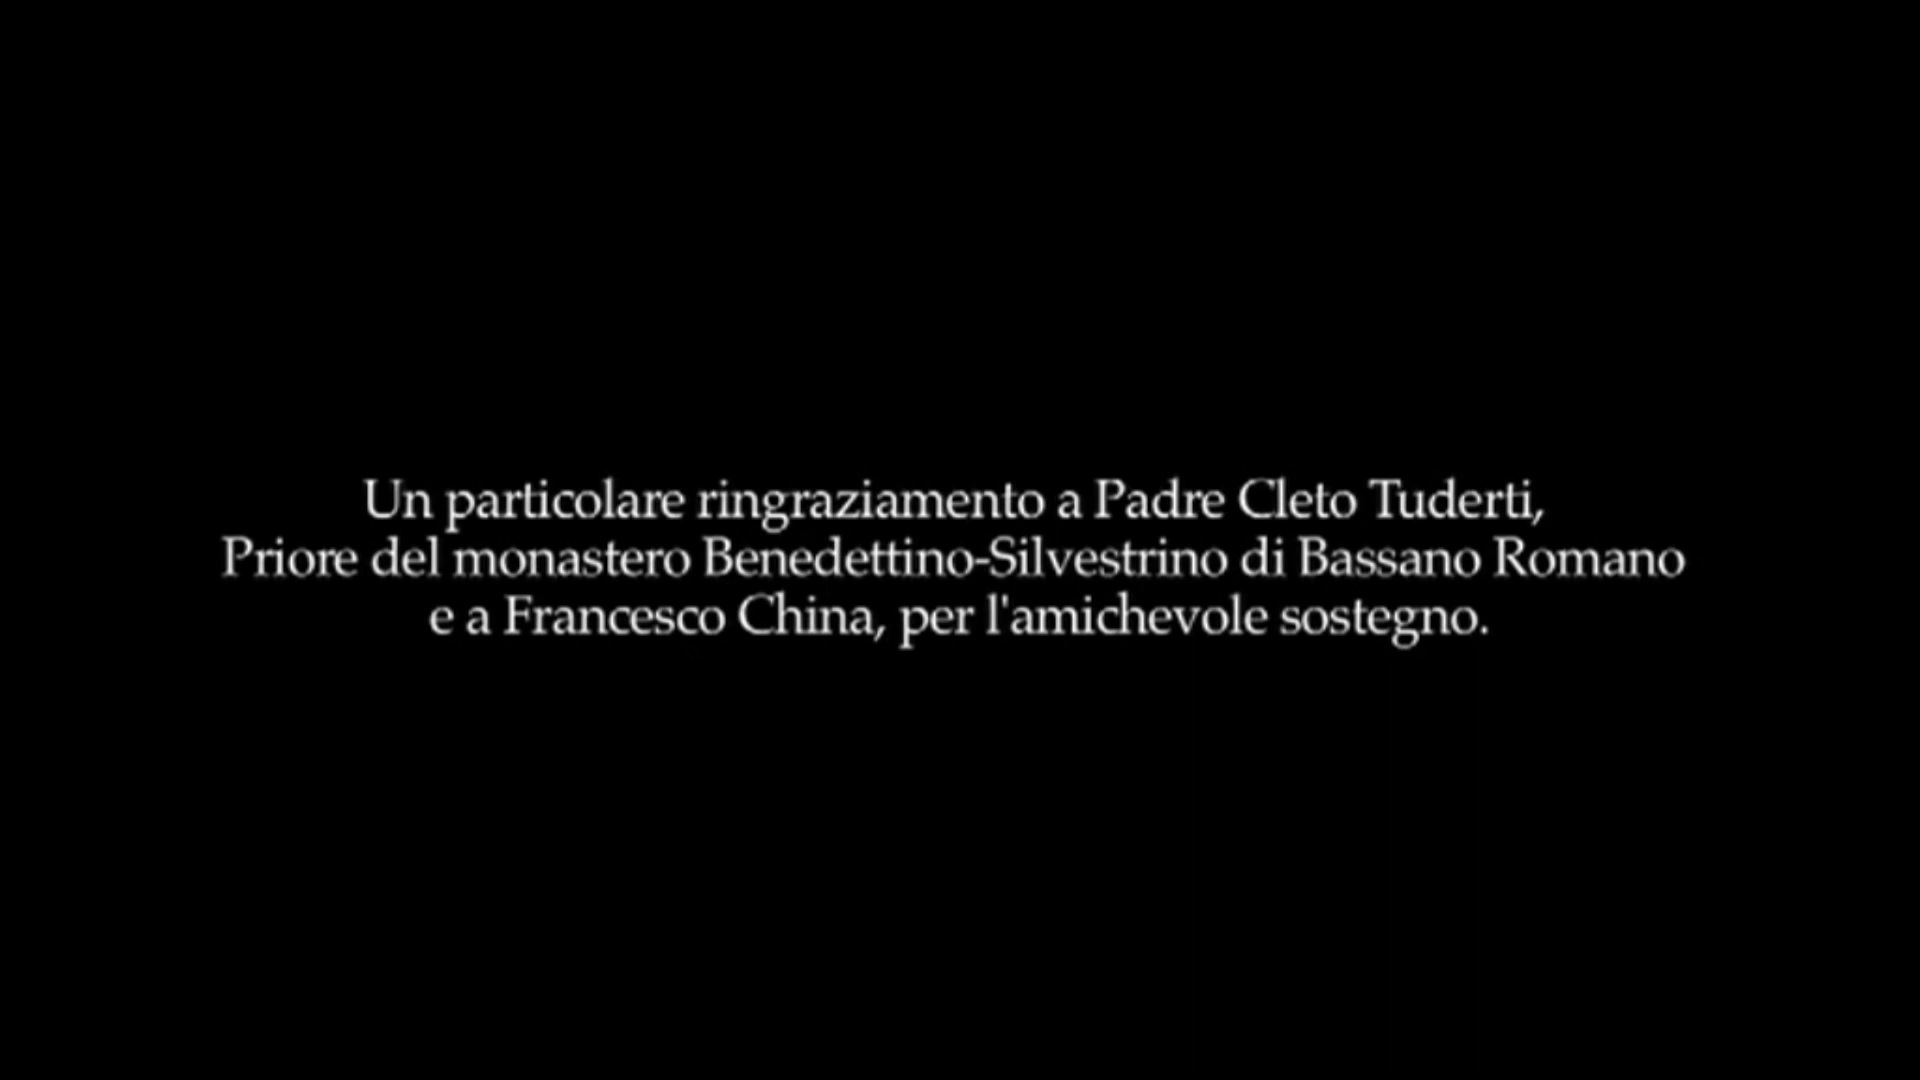 Un particolare ringraziamento a Padre Cleto Tuderti,
Priore del monastero Benedettino-Silvestrino di Bassano Romano
e a Francesco China, per l'amichevole sostegno.